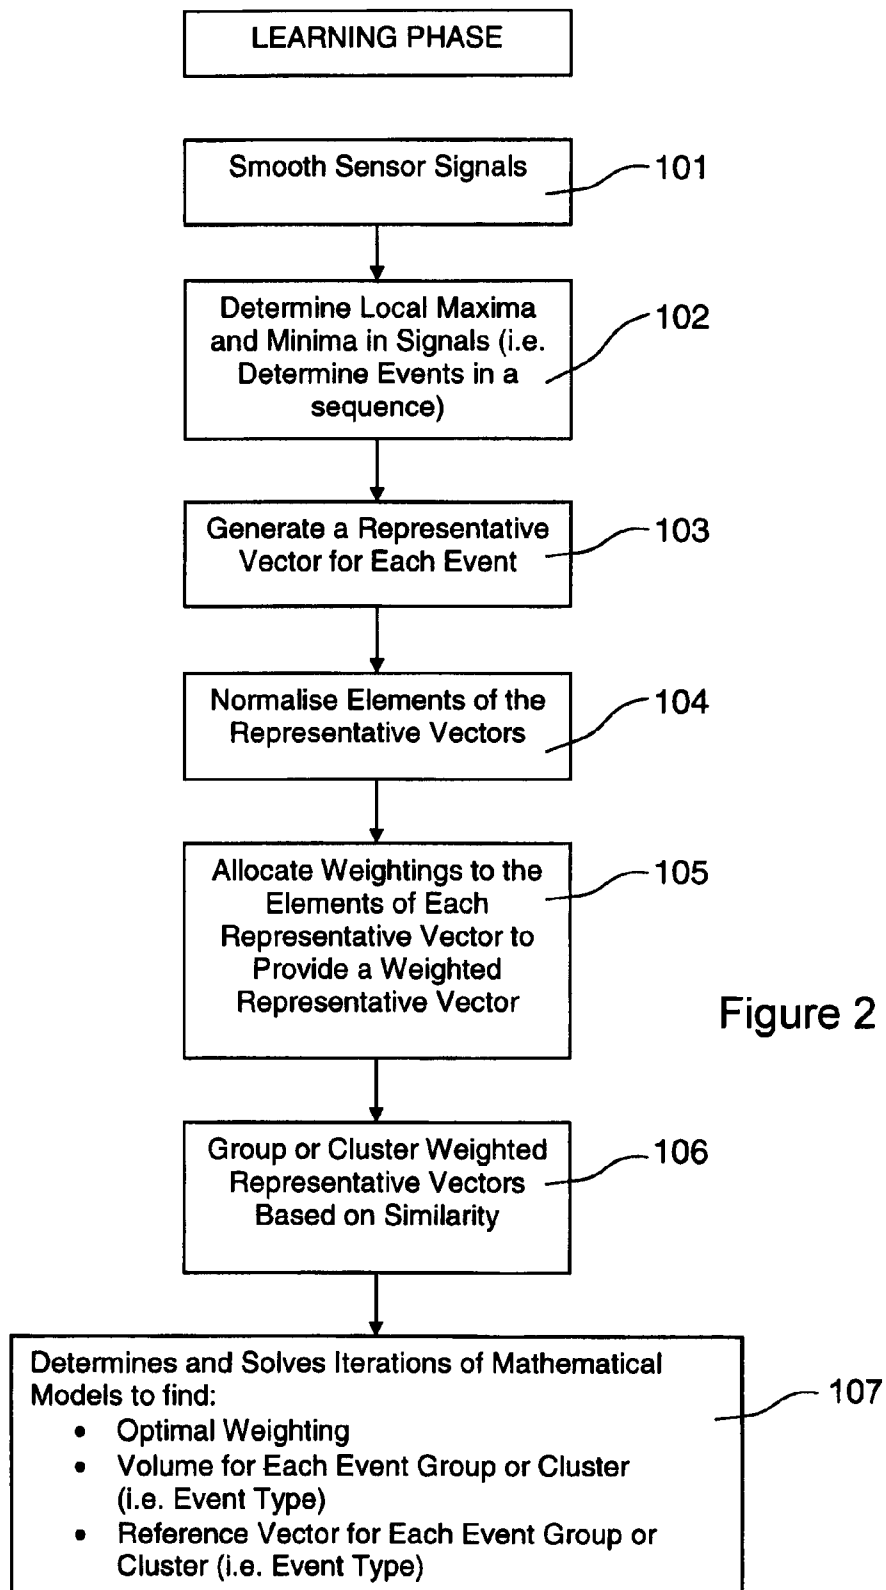 LEARNING PHASE
Smooth Sensor Signals
101
Determine Local Maxima
and Minima in Signals (i.e.
Determine Events in a
sequence)
102
Generate a Representative
Vector for Each Event
103
Normalise Elements of the
Representative Vectors
104
Allocate Weightings to the
Elements of Each
Representative Vector to
Provide a Weighted
Representative Vector
105
Figure 2
Group or Cluster Weighted
Representative Vectors
Based on Similarity
106
Determines and Solves Iterations of Mathematical
Models to find:
• Optimal Weighting
• Volume for Each Event Group or Cluster
(i.e. Event Type)
• Reference Vector for Each Event Group or
Cluster (i.e. Event Type)
107